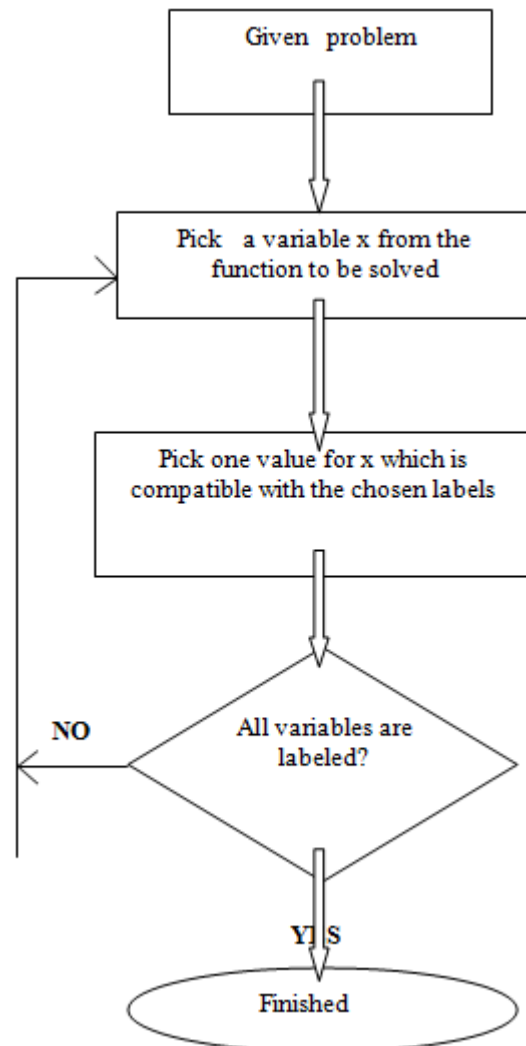 Given problem
Pick a variable x from the
function to be solved
Pick one value for x which is
compatible with the chosen labels
All variables are
labeled?
NO
YES
Finished